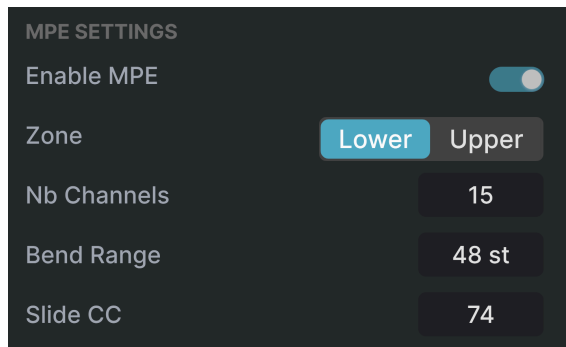 MPE SETTINGS
Enable MPE
Zone Lower Upper
Nb Channels 15
Bend Range 48 st
Slide CC 74